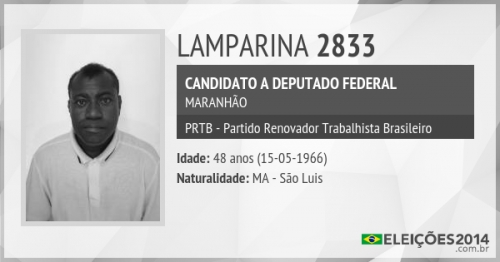 LAMPARINA 2833
CANDIDATO A DEPUTADO FEDERAL
MARANHÃO
PRTB - Partido Renovador Trabalhista Brasileiro
Idade: 48 anos (15-05-1966)
Naturalidade: MA - São Luis
ELEIÇÕES2014
.com.br